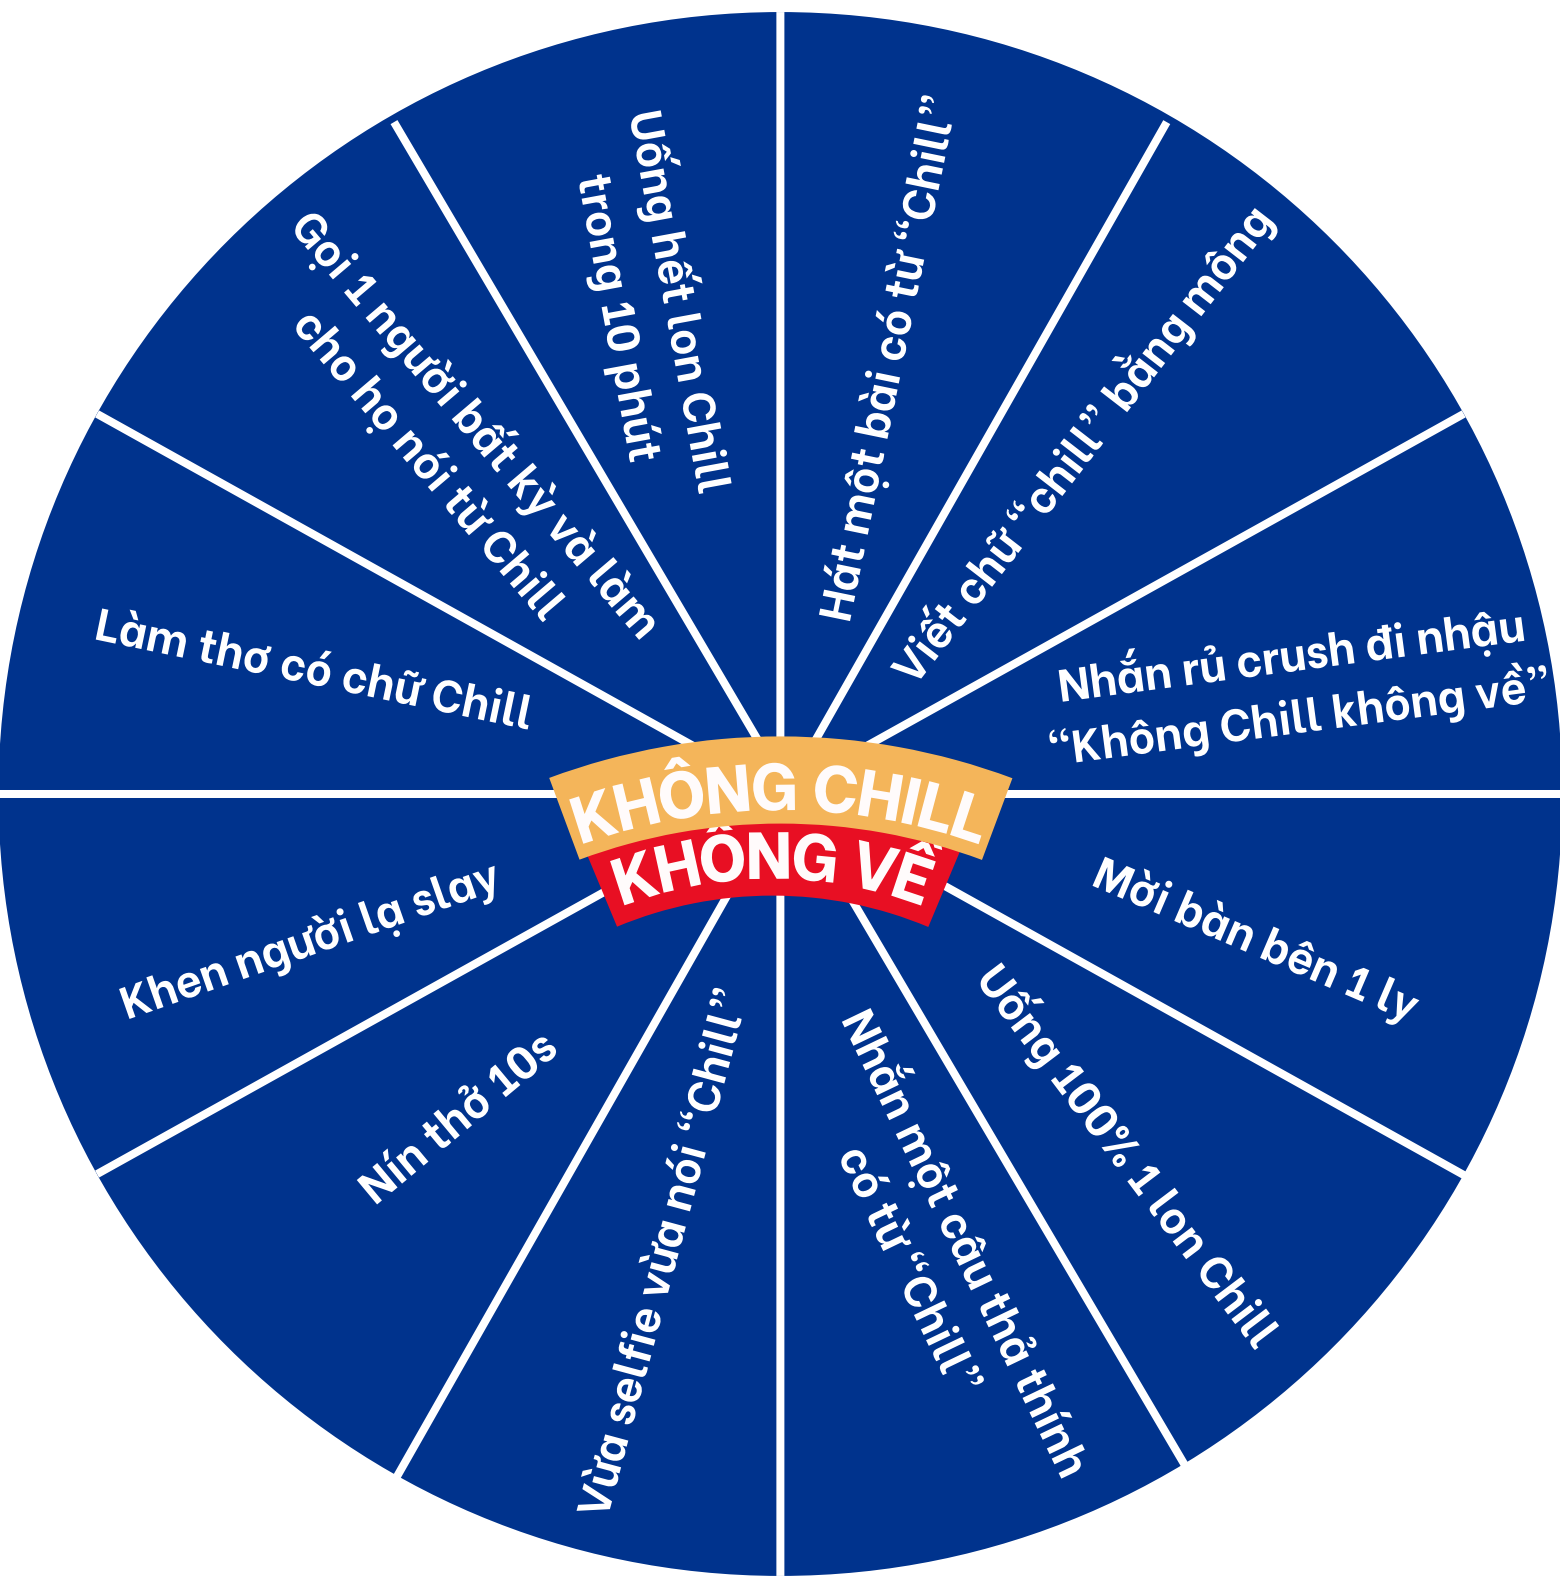 Hát một bài có từ “Chill”
Viết chữ “chill” bằng mông
Nhắn rủ crush đi nhậu
“Không Chill không về”
Mời bàn bên 1 ly
Uống 100% 1 lon Chill
Nhắn một câu thả thính
có từ “Chill”
Vừa selfie vừa nói “Chill”
Nín thở 10s
Khen người lạ slay
Làm thơ có chữ Chill
Gọi 1 người bất kỳ và làm
cho họ nói từ Chill
Uống hết lon Chill
trong 10 phút
KHÔNG CHILL
KHÔNG VỀ